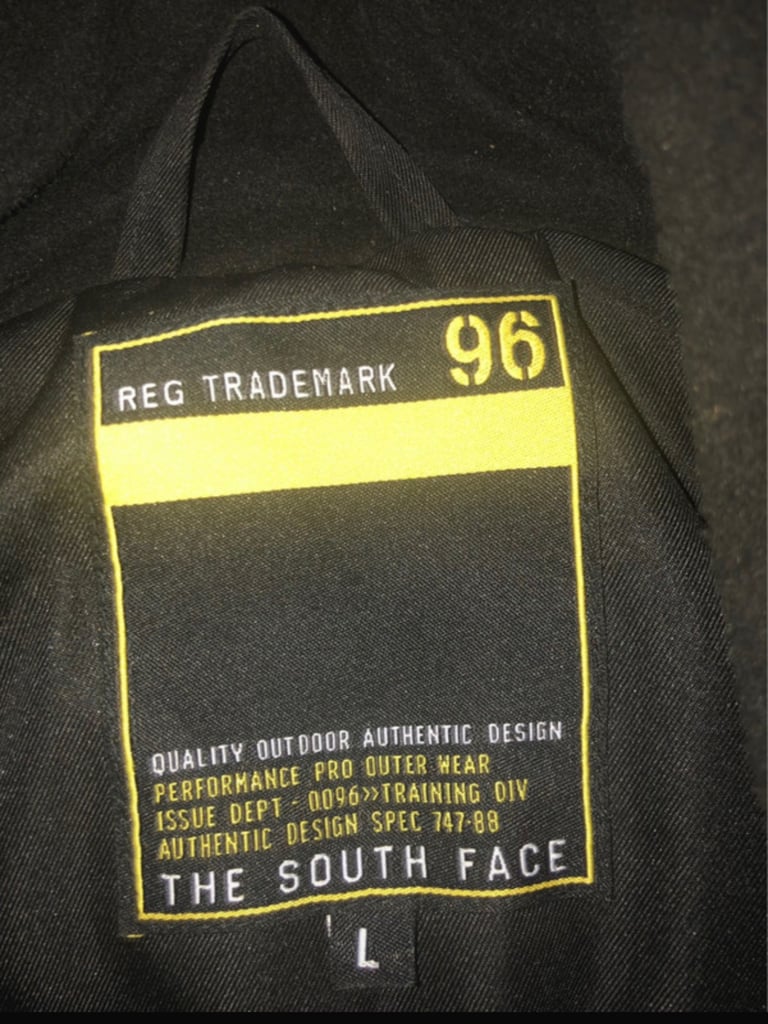 96
REG TRADEMARK
QUALITY OUTDOOR AUTHENTIC DESIGN
PERFORMANCE PRO OUTER WEAR
ISSUE DEPT - 0096>>TRAINING DIV
AUTHENTIC DESIGN SPEC 747-88
THE SOUTH FACE
L